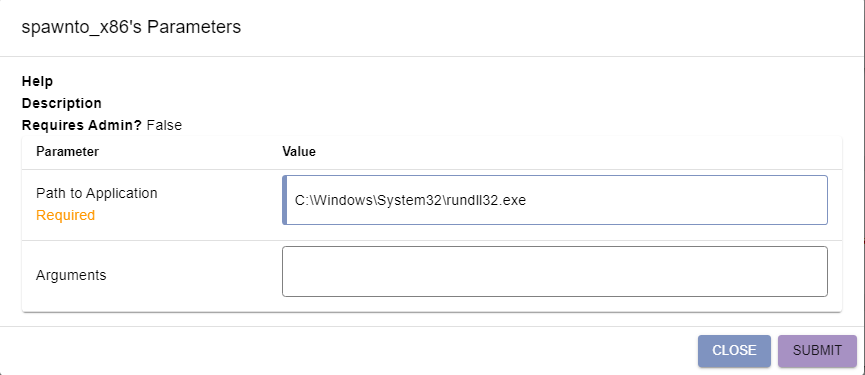 spawnto_x86's Parameters
Help
Description
Requires Admin? False
Parameter Value
Path to Application
Required
C:\Windows\System32\rundll32.exe
Arguments
CLOSE SUBMIT